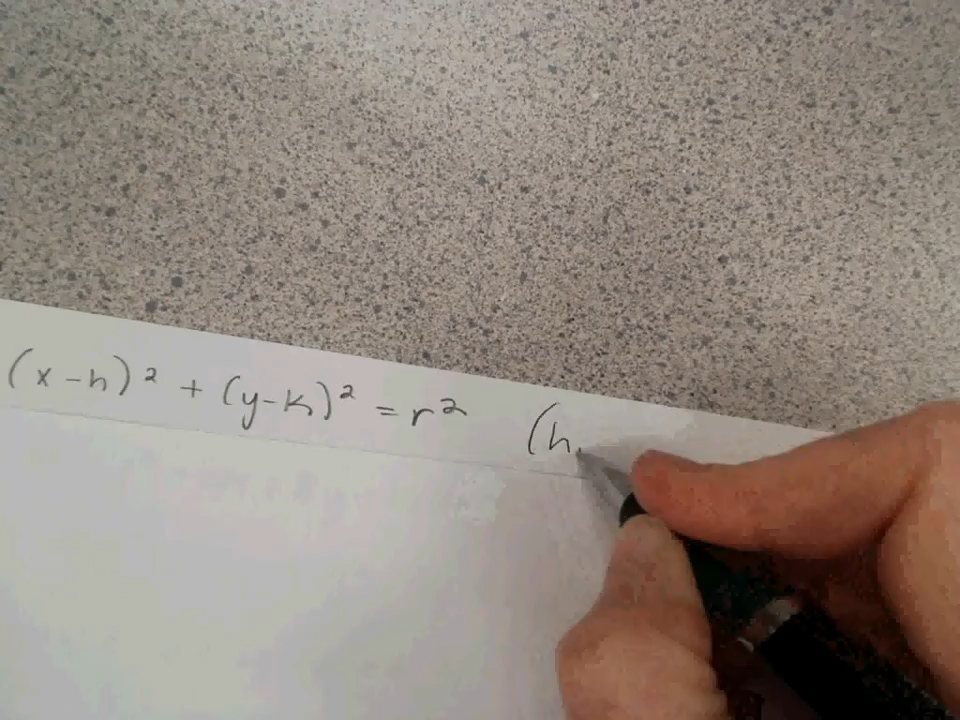 (x-h)² + (y-k)² = r² (h,